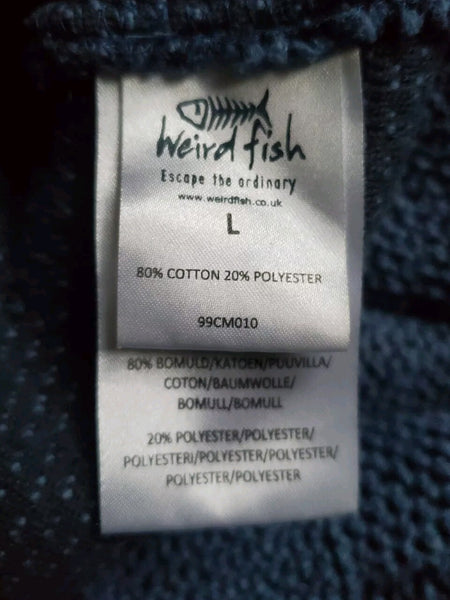 weird fish
Escape the ordinary
www.weirdfish.co.uk
L
80% COTTON 20% POLYESTER
99CM010
80% BOMULD/KATOEN/PUUVILLA/
COTON/BAUMWOLLE/
BOMULL/BOMULL
20% POLYESTER/POLYESTER/
POLYESTERI/POLYESTER/POLYESTER/
POLYESTER/POLYESTER